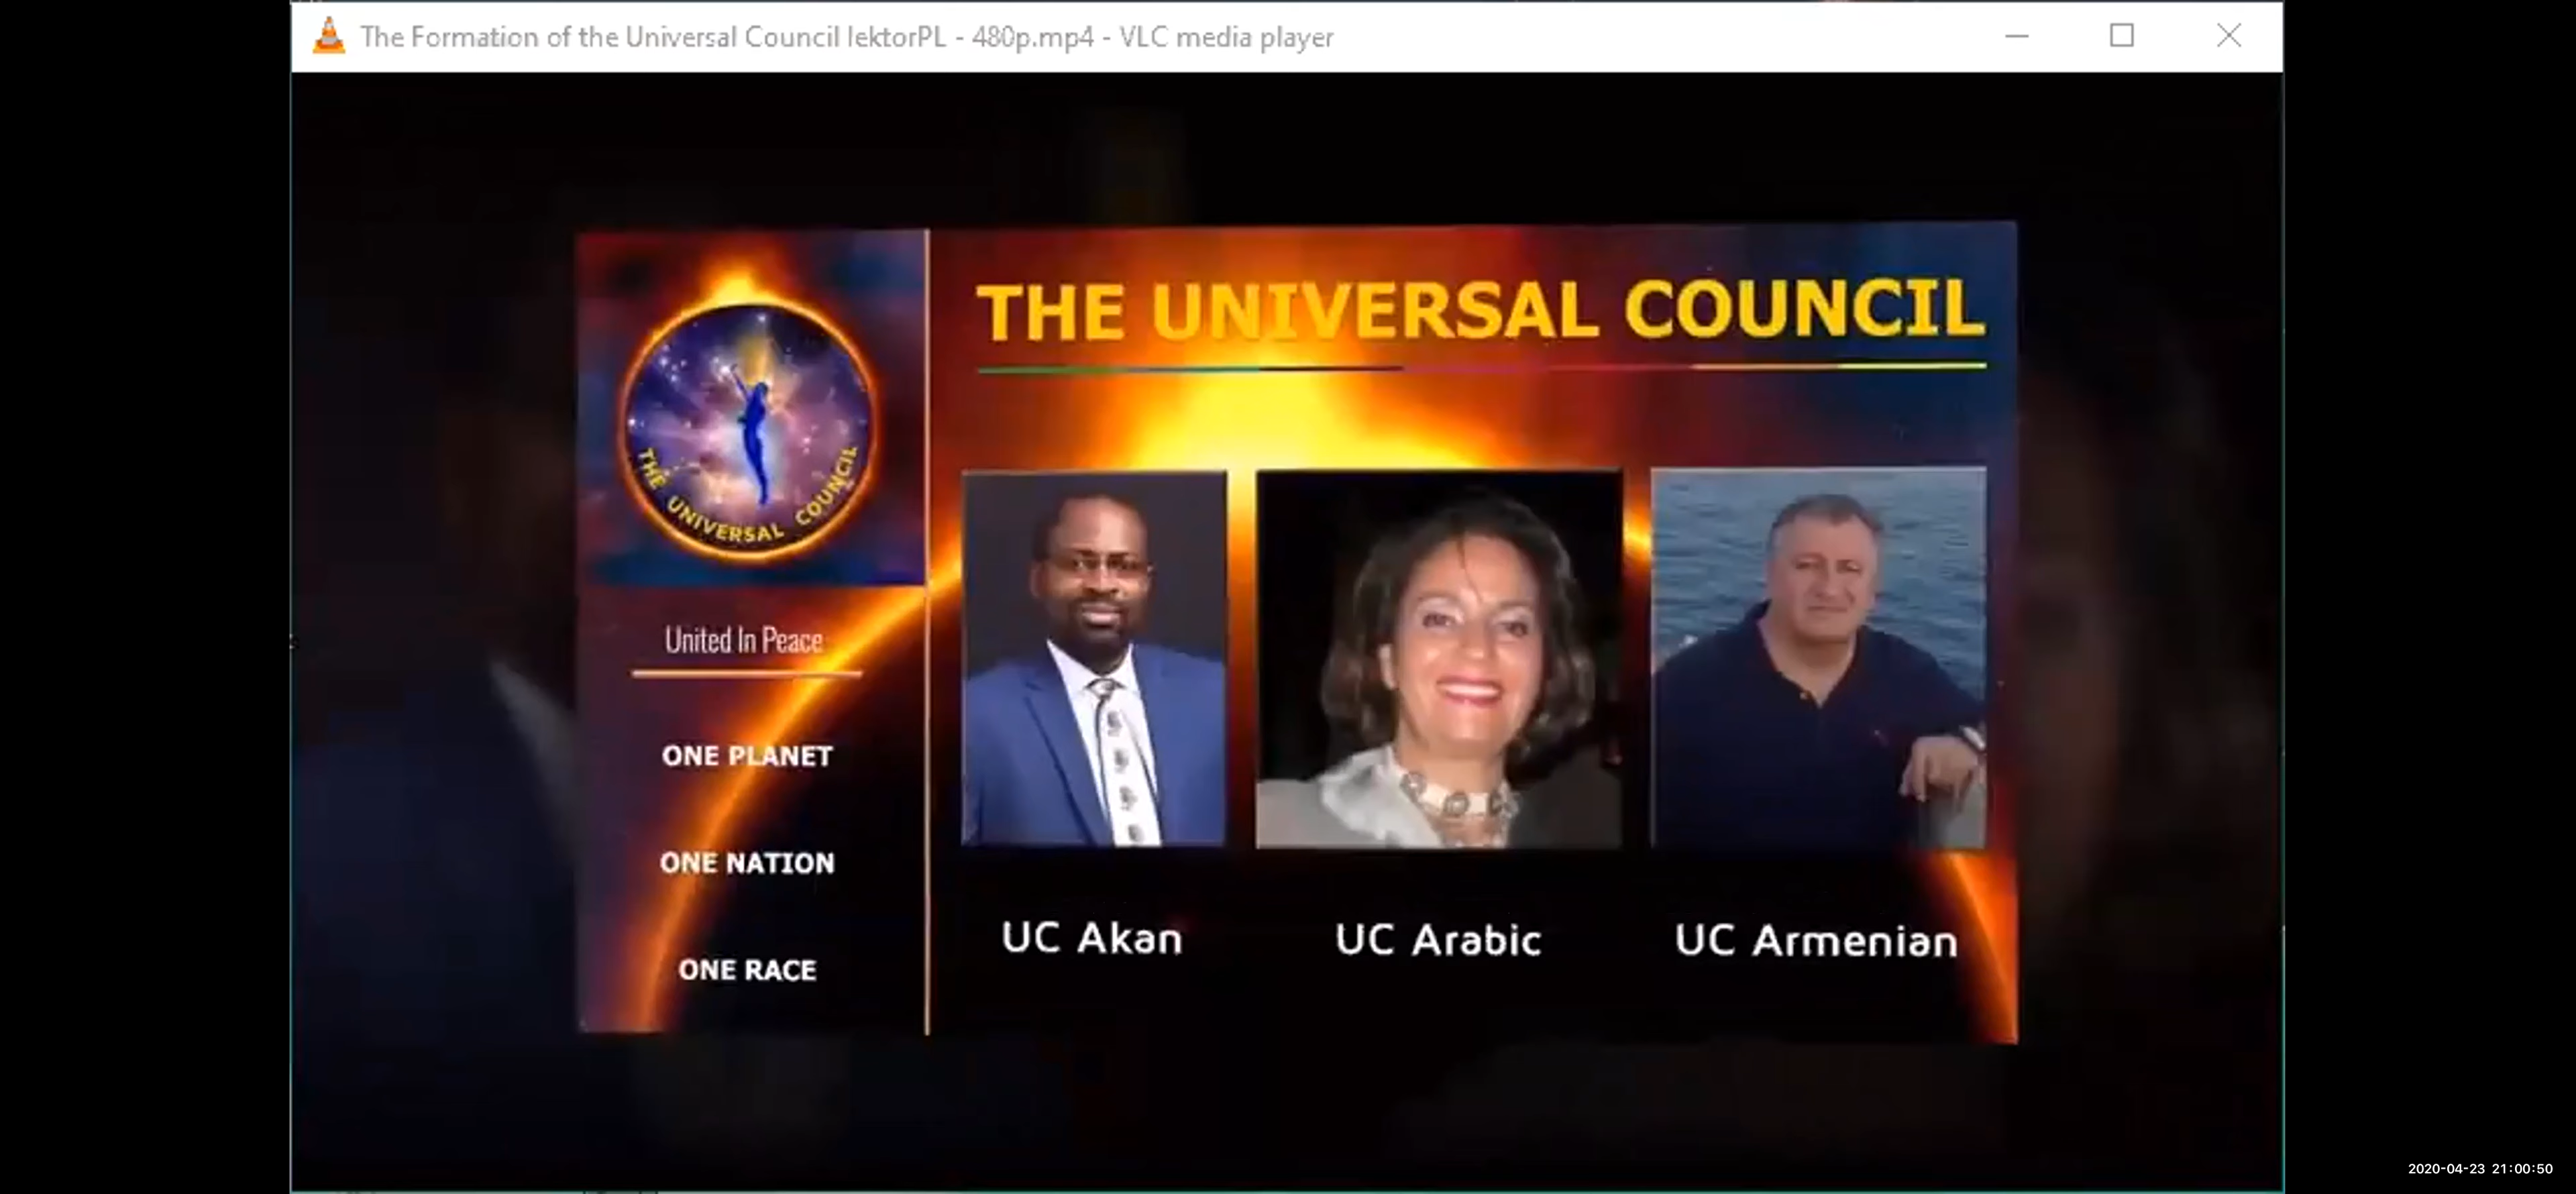 The Formation of the Universal Council lektorPL - 480p.mp4 - VLC media player
THE UNIVERSAL COUNCIL
THE UNIVERSAL COUNCIL
United In Peace
ONE PLANET
ONE NATION
ONE RACE
UC Akan
UC Arabic
UC Armenian
2020-04-23 21:00:50